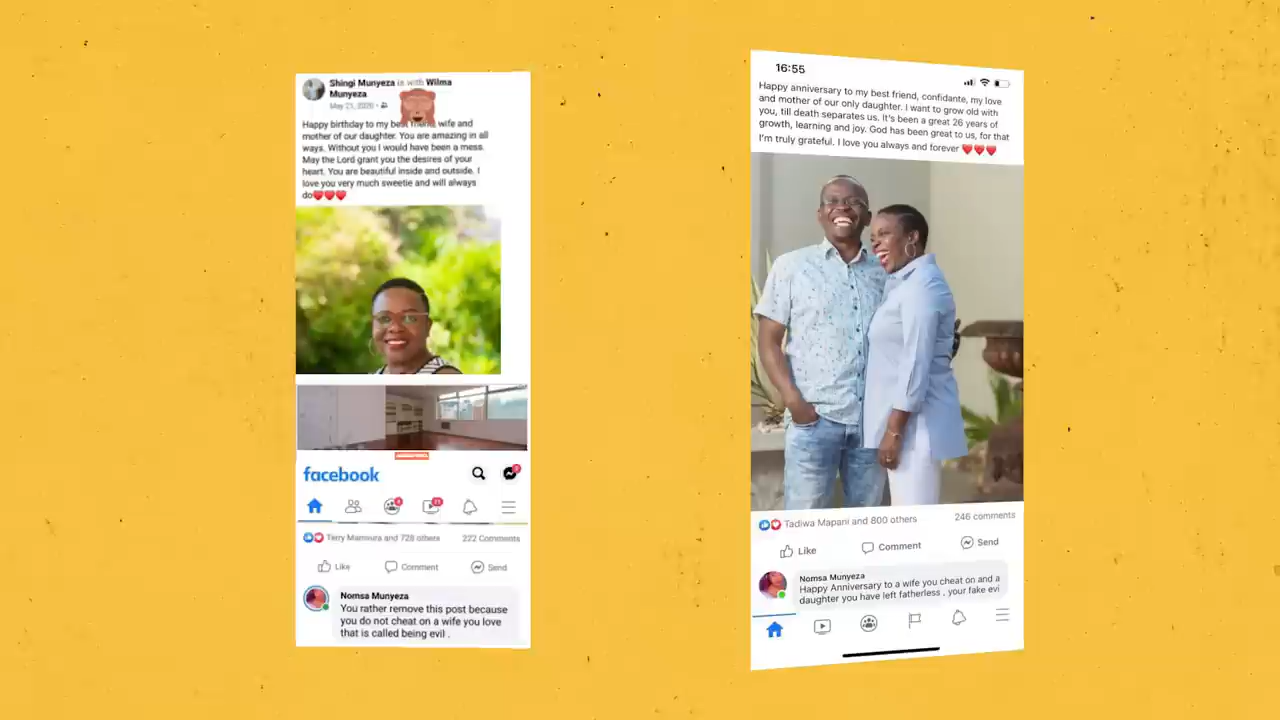 Shingi Munyeza is with Wilma
Munyeza
May 21, 2020
Happy birthday to my best friend, wife and
mother of our daughter. You are amazing in all
ways. Without you I would have been a mess.
May the Lord grant you the desires of your
heart. You are beautiful inside and outside. I
love you very much sweetie and will always
do❤️❤️❤️
facebook
Terry Mamvura and 728 others 222 Comments
Like Comment Send
Nomsa Munyeza
You rather remove this post because
you do not cheat on a wife you love
that is called being evil .
16:55
Happy anniversary to my best friend, confidante, my love
and mother of our only daughter. I want to grow old with
you, till death separates us. It's been a great 26 years of
growth, learning and joy. God has been great to us, for that
I'm truly grateful. I love you always and forever ❤️❤️❤️
Tadiwa Mapani and 800 others 246 comments
Like Comment Send
Nomsa Munyeza
Happy Anniversary to a wife you cheat on and a
daughter you have left fatherless , your fake evi